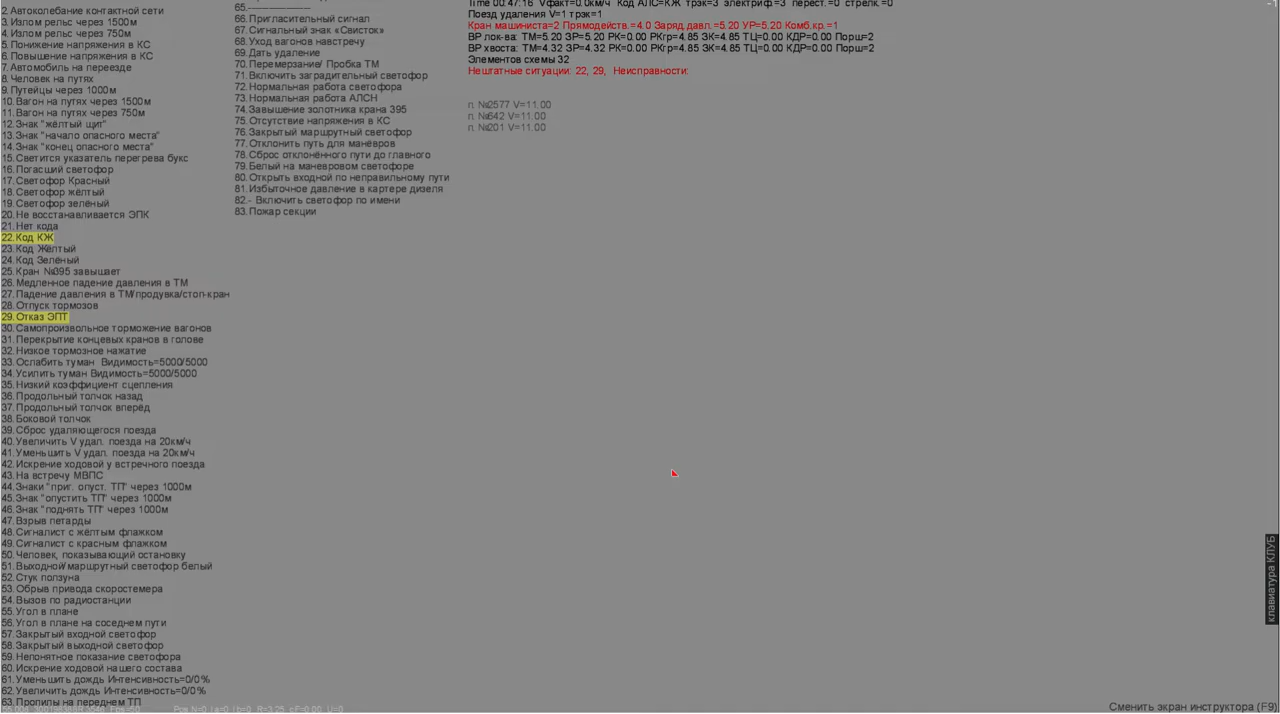 2. Автоколебание контактной сети
3. Излом рельс через 1500м
4. Излом рельс через 750м
5. Понижение напряжения в КС
6. Повышение напряжения в КС
7. Автомобиль на переезде
8. Человек на путях
9. Путейцы через 1000м
10. Вагон на путях через 1500м
11. Вагон на путях через 750м
12. Знак "жёлтый щит"
13. Знак "начало опасного места"
14. Знак "конец опасного места"
15. Светится указатель перегрева букс
16. Погасший светофор
17. Светофор Красный
18. Светофор жёлтый
19. Светофор зелёный
20. Не восстанавливается ЭПК
21. Нет кода
22. Код КЖ
23. Код Жёлтый
24. Код Зелёный
25. Кран №395 завышает
26. Медленное падение давления в ТМ
27. Падение давления в ТМ/продувка/стоп-кран
28. Отпуск тормозов
29. Отказ ЭПТ
30. Самопроизвольное торможение вагонов
31. Перекрытие концевых кранов в голове
32. Низкое тормозное нажатие
33. Ослабить туман Видимость=5000/5000
34. Усилить туман Видимость=5000/5000
35. Низкий коэффициент сцепления
36. Продольный толчок назад
37. Продольный толчок вперёд
38. Боковой толчок
39. Сброс удаляющегося поезда
40. Увеличить V удал. поезда на 20км/ч
41. Уменьшить V удал. поезда на 20км/ч
42. Искрение ходовой у встречного поезда
43. На встречу МВПС
44. Знаки "приг. опуст. ТП" через 1000м
45. Знак "опустить ТП" через 1000м
46. Знак "поднять ТП" через 1000м
47. Взрыв петарды
48. Сигналист с жёлтым флажком
49. Сигналист с красным флажком
50. Человек, показывающий остановку
51. Выходной/маршрутный светофор белый
52. Стук ползуна
53. Обрыв привода скоростемера
54. Вызов по радиостанции
55. Угол в плане
56. Угол в плане на соседнем пути
57. Закрытый входной светофор
58. Закрытый выходной светофор
59. Непонятное показание светофора
60. Искрение ходовой нашего состава
61. Уменьшить дождь Интенсивность=0/0%
62. Увеличить дождь Интенсивность=0/0%
63. Пропилы на переднем ТП
65.-------------------
66. Пригласительный сигнал
67. Сигнальный знак «Свисток»
68. Уход вагонов навстречу
69. Дать удаление
70. Перемерзание/ Пробка ТМ
71. Включить заградительный светофор
72. Нормальная работа светофора
73. Нормальная работа АЛСН
74. Завышение золотника крана 395
75. Отсутствие напряжения в КС
76. Закрытый маршрутный светофор
77. Отклонить путь для манёвров
78. Сброс отклонённого пути до главного
79. Белый на маневровом светофоре
80. Открыть входной по неправильному пути
81. Избыточное давление в картере дизеля
82.- Включить светофор по имени
83. Пожар секции
Time 00:47:16 Vфакт=0.0км/ч Код АЛС=КЖ трэк=3 электриф.=3 перест.=0 стрелк.=0
Поезд удаления V=1 трэк=1
Кран машиниста=2 Прямодейств.=4.0 Заряд.давл.=5.20 УР=5.20 Комб.кр.=1
ВР лок-ва: ТМ=5.20 ЗР=5.20 РК=0.00 РКгр=4.85 ЗК=4.85 ТЦ=0.00 КДР=0.00 Порш=2
ВР хвоста: ТМ=4.32 ЗР=4.32 РК=0.00 РКгр=4.85 ЗК=4.85 ТЦ=0.00 КДР=0.00 Порш=2
Элементов схемы 32
Нештатные ситуации: 22, 29, Неисправности:
п. №2577 V=11.00
п. №642 V=11.00
п. №201 V=11.00
клавиатура КЛУБ
Сменить экран инструктора (F9)